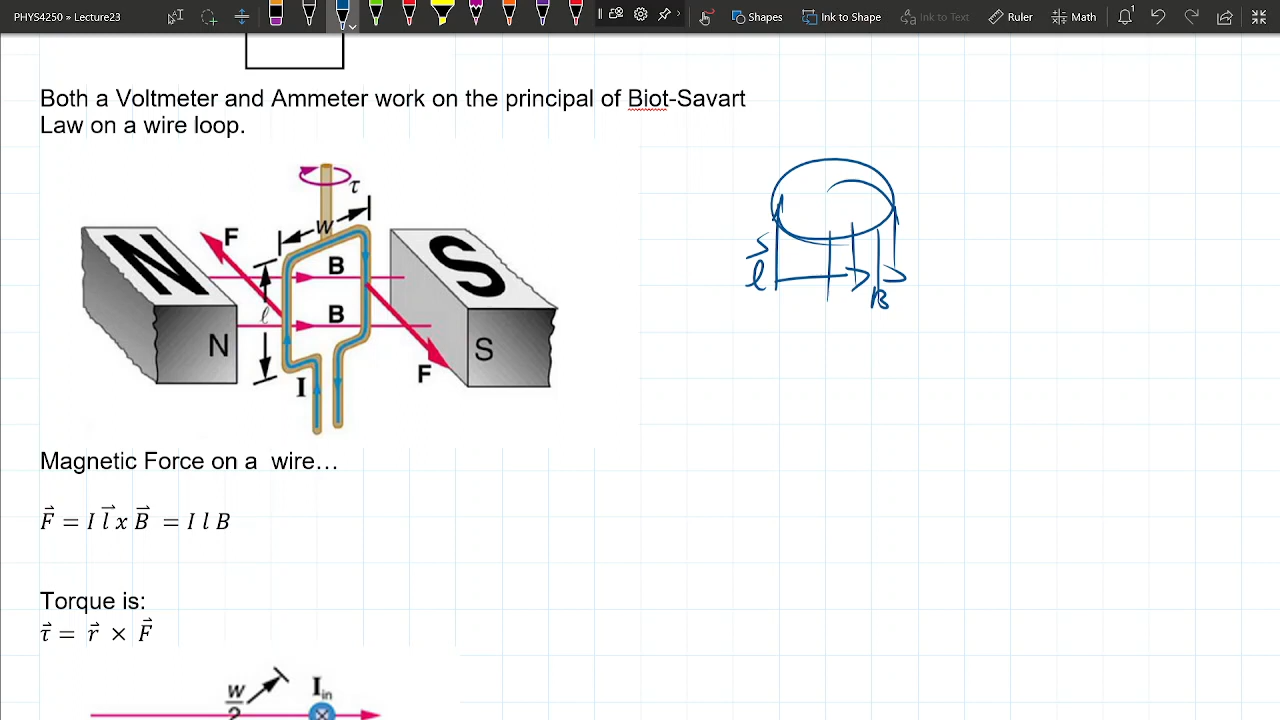 PHYS4250 » Lecture23
Shapes
Ink to Shape
Ink to Text
Ruler
Math
Both a Voltmeter and Ammeter work on the principal of Biot-Savart
Law on a wire loop.
τ
w
F
N
S
B
ℓ
B
N
S
F
I
l
B
Magnetic Force on a  wire…
F⃗ = I l⃗ x B⃗ = I l B
Torque is:
τ⃗ = r⃗ × F⃗
w
2
I_in